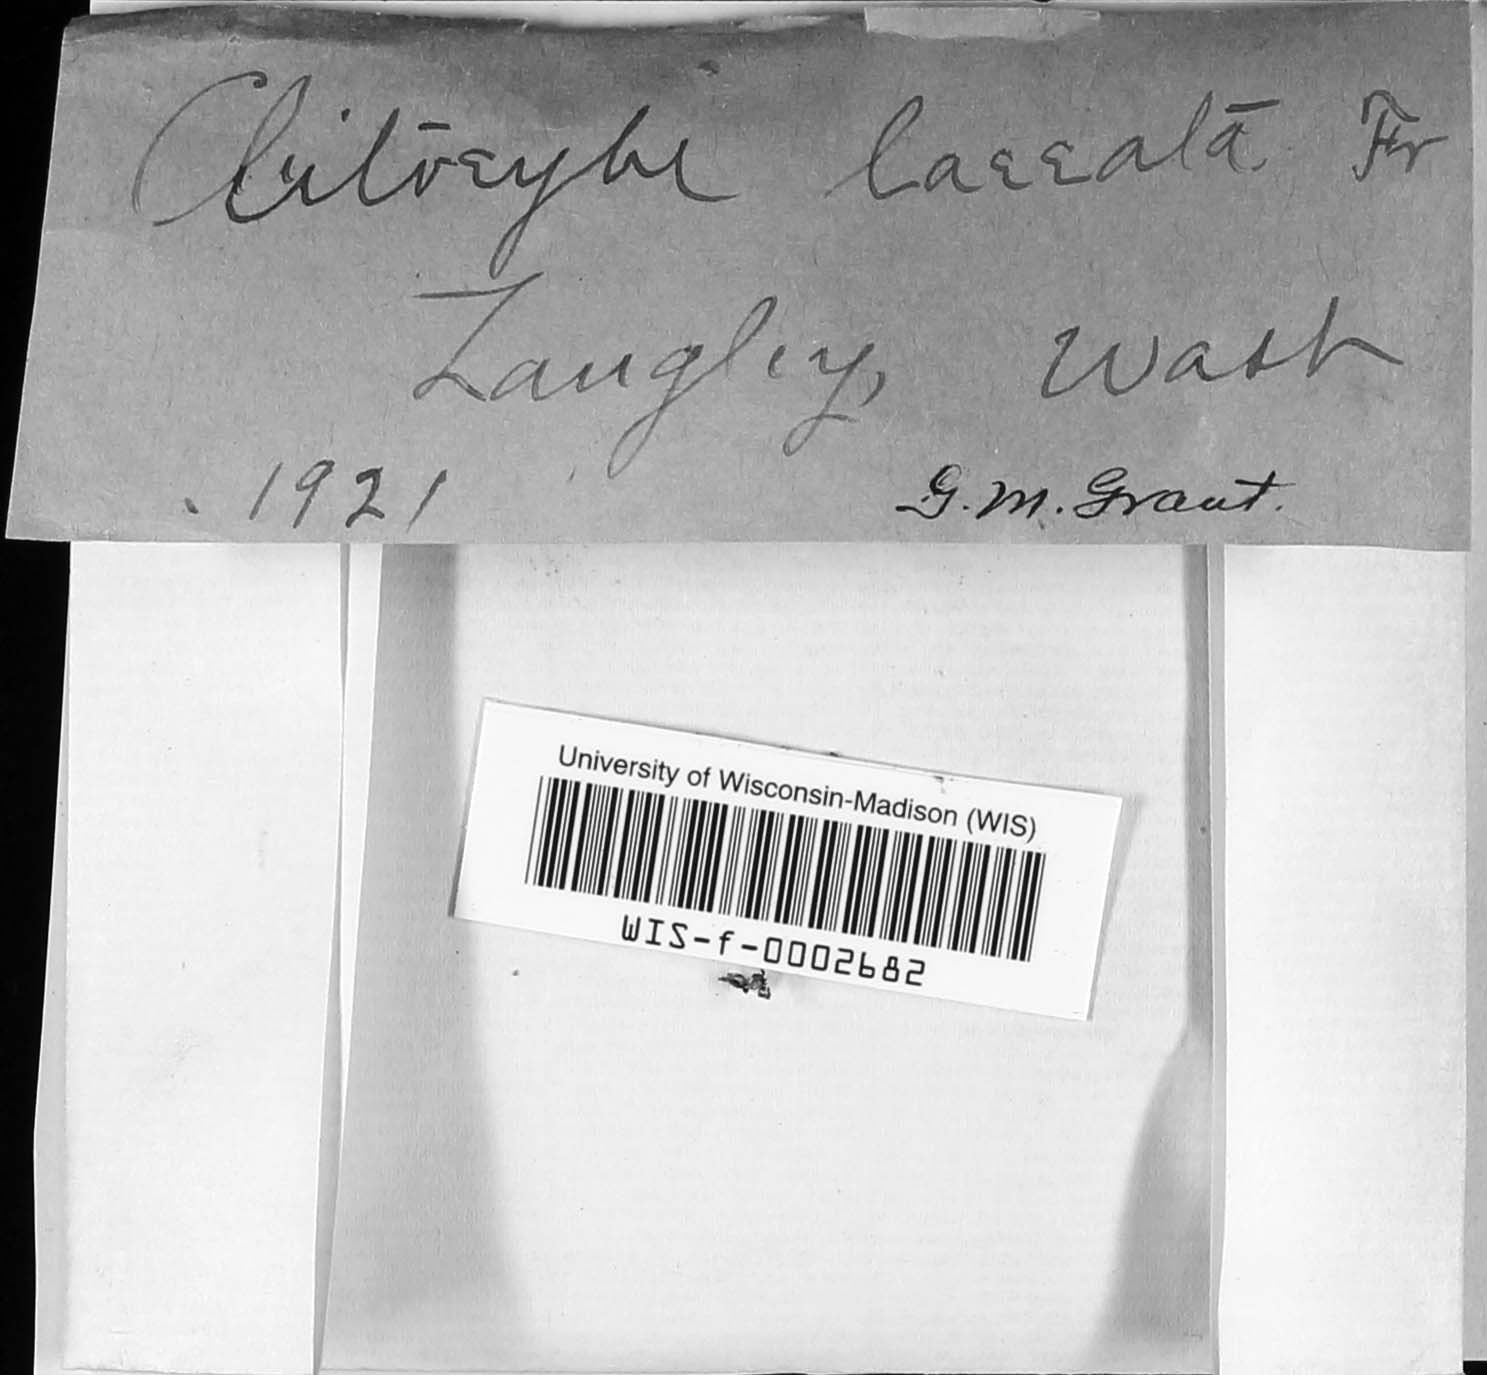 Clitocybe laccata Fr
Langley, Wash
1921 G. M. Grant.
University of Wisconsin-Madison (WIS)
WIS-f-0002682